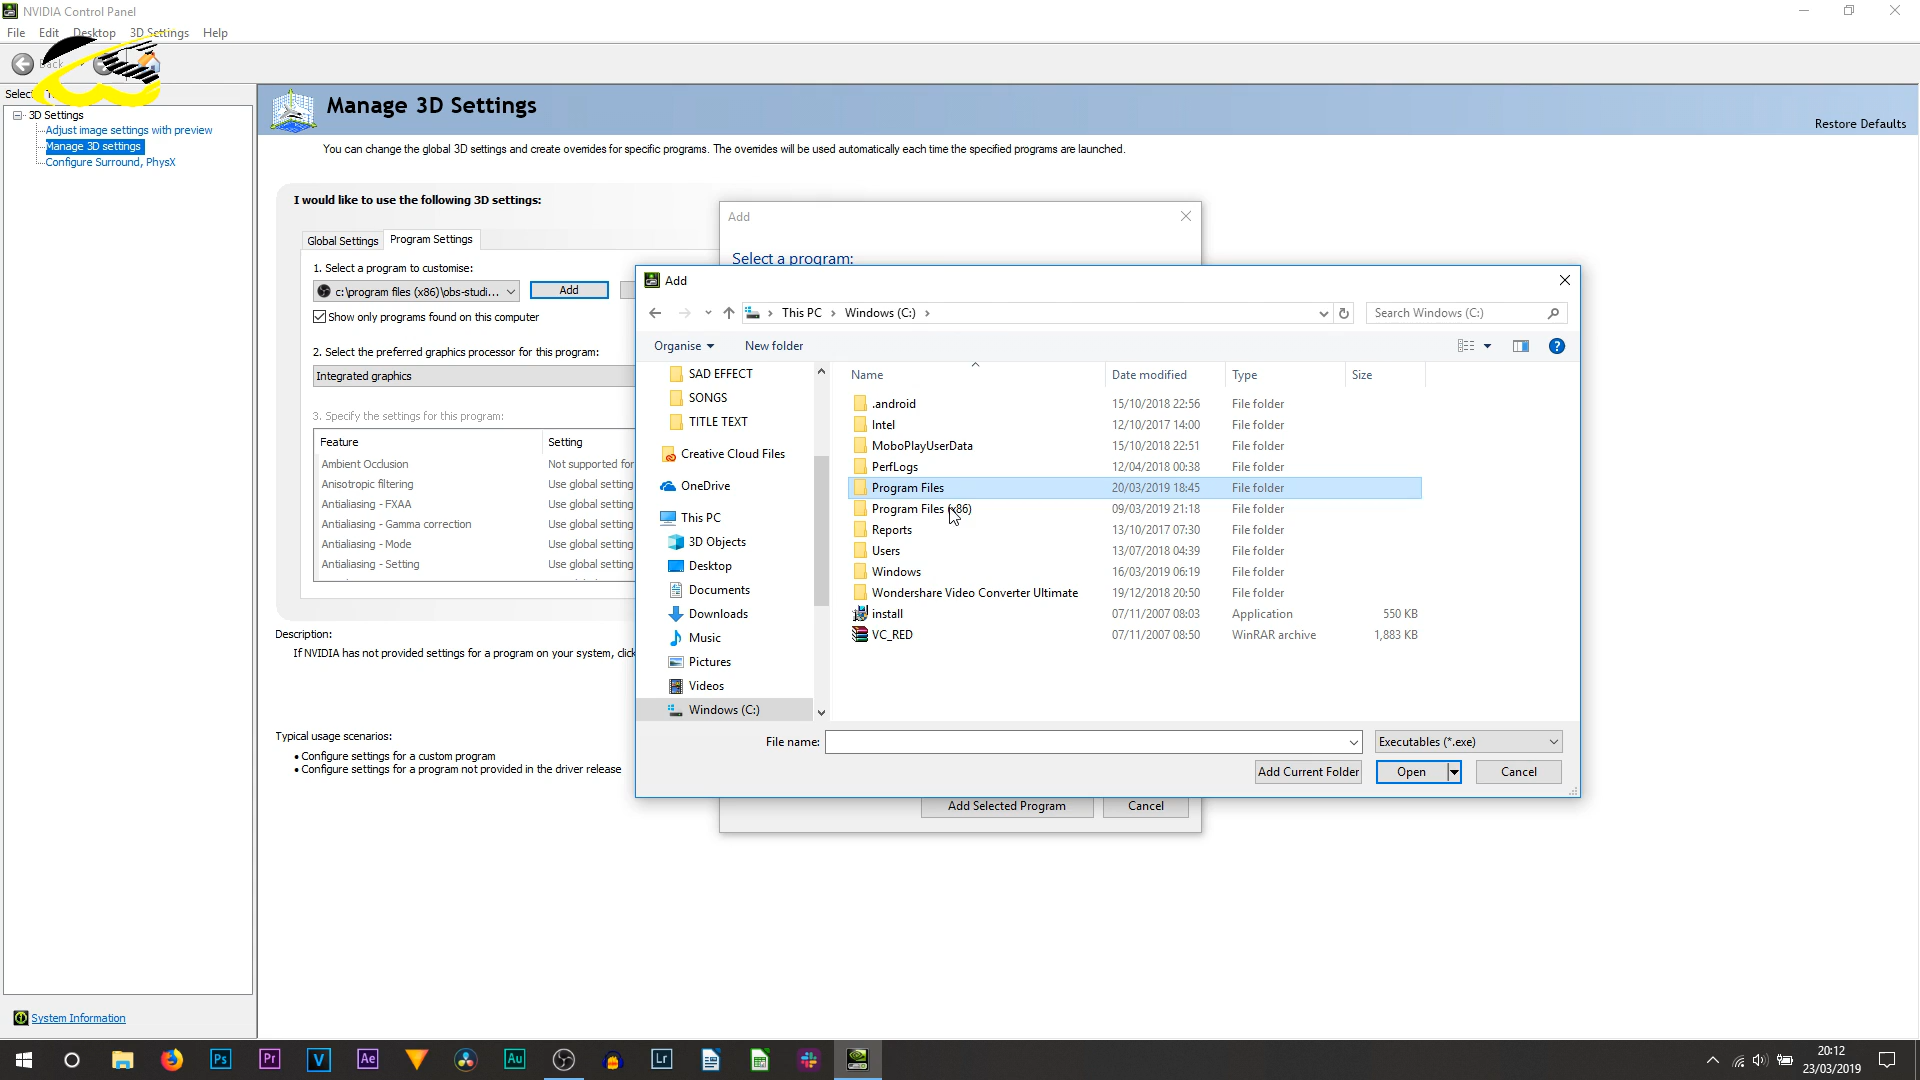 NVIDIA Control Panel
File Edit Desktop 3D Settings Help
Back
Selec
3D Settings
Adjust image settings with preview
Manage 3D settings
Configure Surround, PhysX
System Information
Manage 3D Settings
Restore Defaults
You can change the global 3D settings and create overrides for specific programs. The overrides will be used automatically each time the specified programs are launched.
I would like to use the following 3D settings:
Global Settings Program Settings
1. Select a program to customise:
c:\program files (x86)\obs-studi... Add
Show only programs found on this computer
2. Select the preferred graphics processor for this program:
Integrated graphics
3. Specify the settings for this program:
Feature Setting
Ambient Occlusion Not supported for
Anisotropic filtering Use global setting
Antialiasing - FXAA Use global setting
Antialiasing - Gamma correction Use global setting
Antialiasing - Mode Use global setting
Antialiasing - Setting Use global setting
Description:
If NVIDIA has not provided settings for a program on your system, click
Typical usage scenarios:
• Configure settings for a custom program
• Configure settings for a program not provided in the driver release
Add
Select a program:
Add Selected Program Cancel
Add
This PC › Windows (C:) › Search Windows (C:)
Organise New folder
SAD EFFECT
SONGS
TITLE TEXT
Creative Cloud Files
OneDrive
This PC
3D Objects
Desktop
Documents
Downloads
Music
Pictures
Videos
Windows (C:)
Name Date modified Type Size
.android 15/10/2018 22:56 File folder
Intel 12/10/2017 14:00 File folder
MoboPlayUserData 15/10/2018 22:51 File folder
PerfLogs 12/04/2018 00:38 File folder
Program Files 20/03/2019 18:45 File folder
Program Files (x86) 09/03/2019 21:18 File folder
Reports 13/10/2017 07:30 File folder
Users 13/07/2018 04:39 File folder
Windows 16/03/2019 06:19 File folder
Wondershare Video Converter Ultimate 19/12/2018 20:50 File folder
install 07/11/2007 08:03 Application 550 KB
VC_RED 07/11/2007 08:50 WinRAR archive 1,883 KB
File name: Executables (*.exe)
Add Current Folder Open Cancel
Ps Pr V Ae Au Lr
20:12
23/03/2019